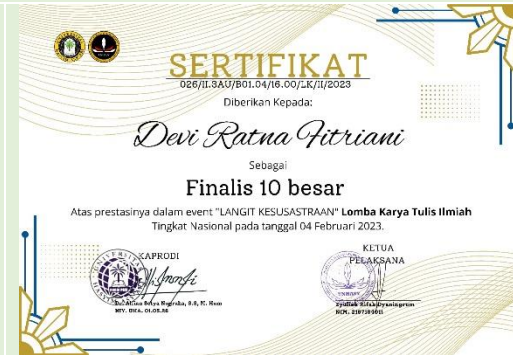 SERTIFIKAT
026/II.3AU/B01.04/16.00/LK/II/2023
Diberikan Kepada:
Devi Ratna Fitriani
Sebagai
Finalis 10 besar
Atas prestasinya dalam event "LANGIT KESUSASTRAAN" Lomba Karya Tulis Ilmiah
Tingkat Nasional pada tanggal 04 Februari 2023.
KAPRODI
KETUA
PELAKSANA